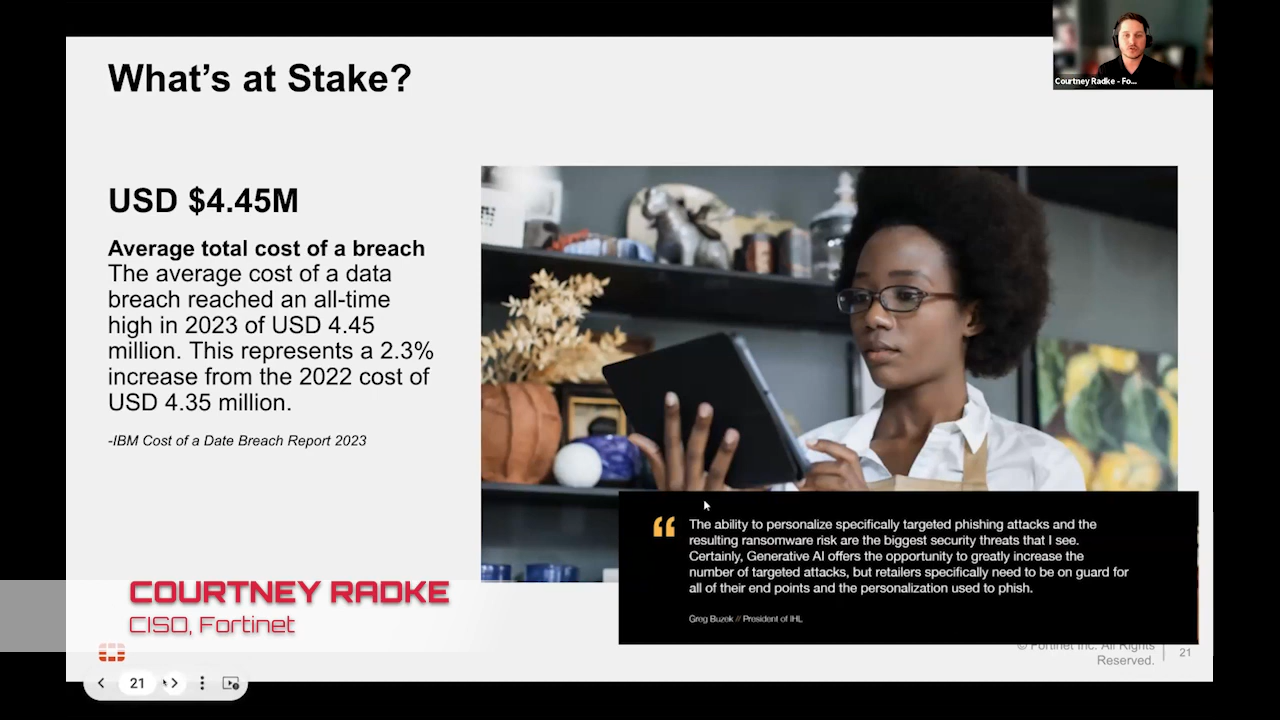 What's at Stake?
Courtney Radke - Fo...
USD $4.45M
Average total cost of a breach
The average cost of a data
breach reached an all-time
high in 2023 of USD 4.45
million. This represents a 2.3%
increase from the 2022 cost of
USD 4.35 million.
-IBM Cost of a Date Breach Report 2023
The ability to personalize specifically targeted phishing attacks and the
resulting ransomware risk are the biggest security threats that I see.
Certainly, Generative AI offers the opportunity to greatly increase the
number of targeted attacks, but retailers specifically need to be on guard for
all of their end points and the personalization used to phish.
Greg Buzek // President of IHL
COURTNEY RADKE
CISO, Fortinet
© Fortinet Inc. All Rights
Reserved.
21
21